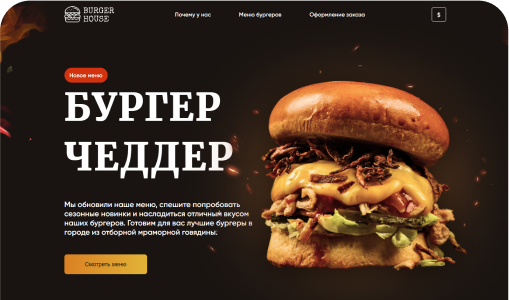 BURGER
HOUSE
Почему у нас
Меню бургеров
Оформление заказа
$
Новое меню
БУРГЕР
ЧЕДДЕР
Мы обновили наше меню, спешите попробовать
сезонные новинки и насладиться отличным вкусом
наших бургеров. Готовим для вас лучшие бургеры в
городе из отборной мраморной говядины.
Смотреть меню